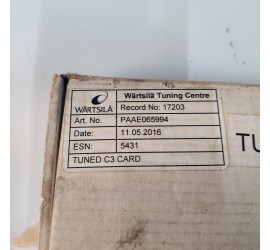 WÄRTSILÄ
Wärtsilä Tuning Centre
Record No: 17203
Art. No. PAAE065994
Date: 11.05.2016
ESN: 5431
TUNED C3 CARD
TU